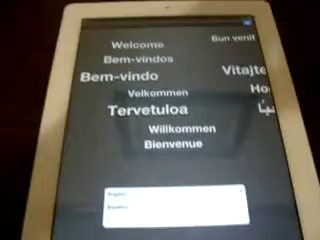 Welcome
Bun venit
Bem-vindos
Bem-vindo
Vitajte
Velkommen
Tervetuloa
Willkommen
Bienvenue
English
Español